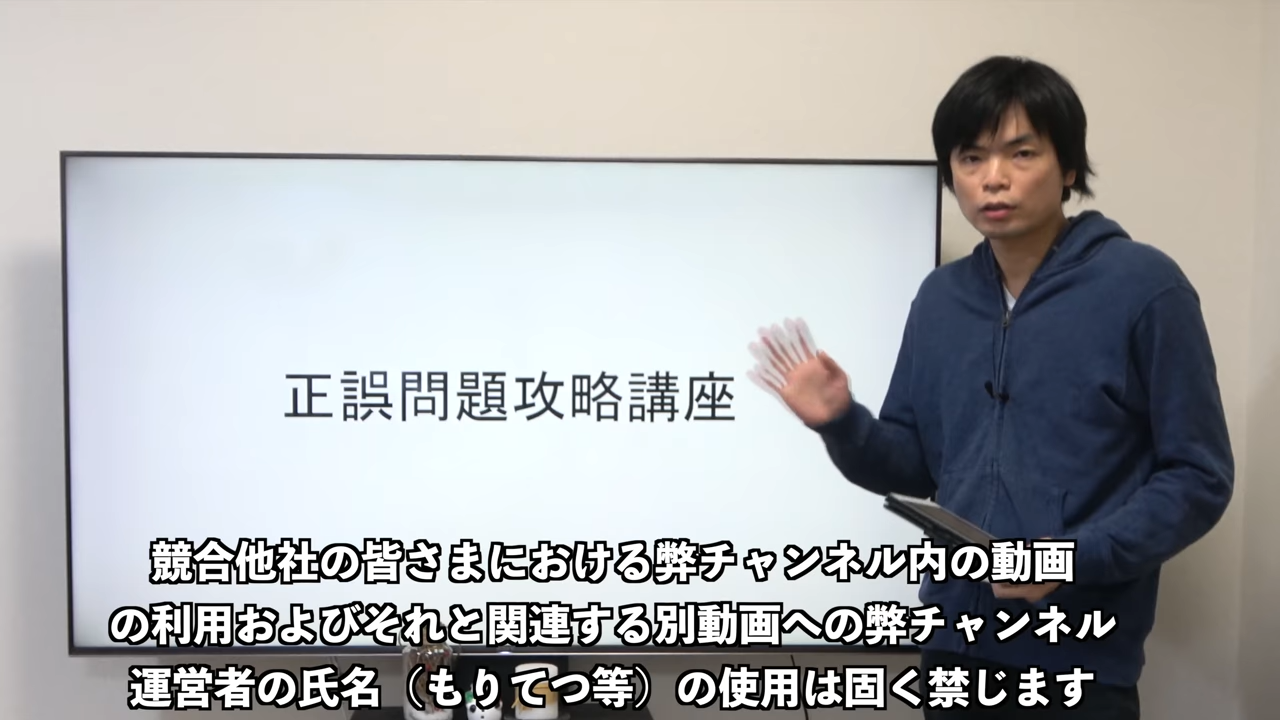 正誤問題攻略講座
競合他社の皆さまにおける弊チャンネル内の動画
の利用およびそれと関連する別動画への弊チャンネル
運営者の氏名（もりてつ等）の使用は固く禁じます